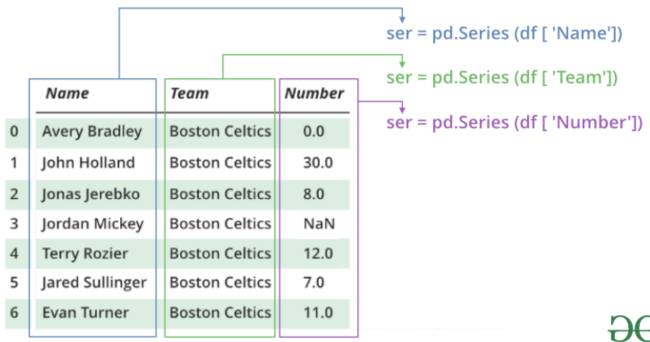 ser = pd.Series (df [ 'Name'])
ser = pd.Series (df [ 'Team'])
ser = pd.Series (df [ 'Number'])
Name Team Number
0 Avery Bradley Boston Celtics 0.0
1 John Holland Boston Celtics 30.0
2 Jonas Jerebko Boston Celtics 8.0
3 Jordan Mickey Boston Celtics NaN
4 Terry Rozier Boston Celtics 12.0
5 Jared Sullinger Boston Celtics 7.0
6 Evan Turner Boston Celtics 11.0